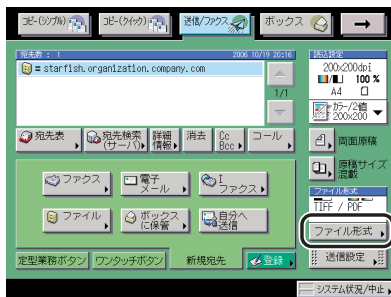 コピー(シンプル)
コピー(クイック)
送信/ファクス
ボックス
宛先数 : 1
2006 10/19 20:16
読込設定
= starfish.organization.company.com
200x200dpi
100 %
A4
1/1
カラー/2値
200×200
宛先表
宛先検索
(サーバ)
詳細
情報
消去
Cc
Bcc
コール
両面原稿
原稿サイズ
混載
ファクス
電子
メール
I
ファクス
ファイル
ボックス
に保管
自分へ
送信
ファイル形式
TIFF / PDF
ファイル形式
定型業務ボタン
ワンタッチボタン
新規宛先
登録
送信設定
システム状況/中止